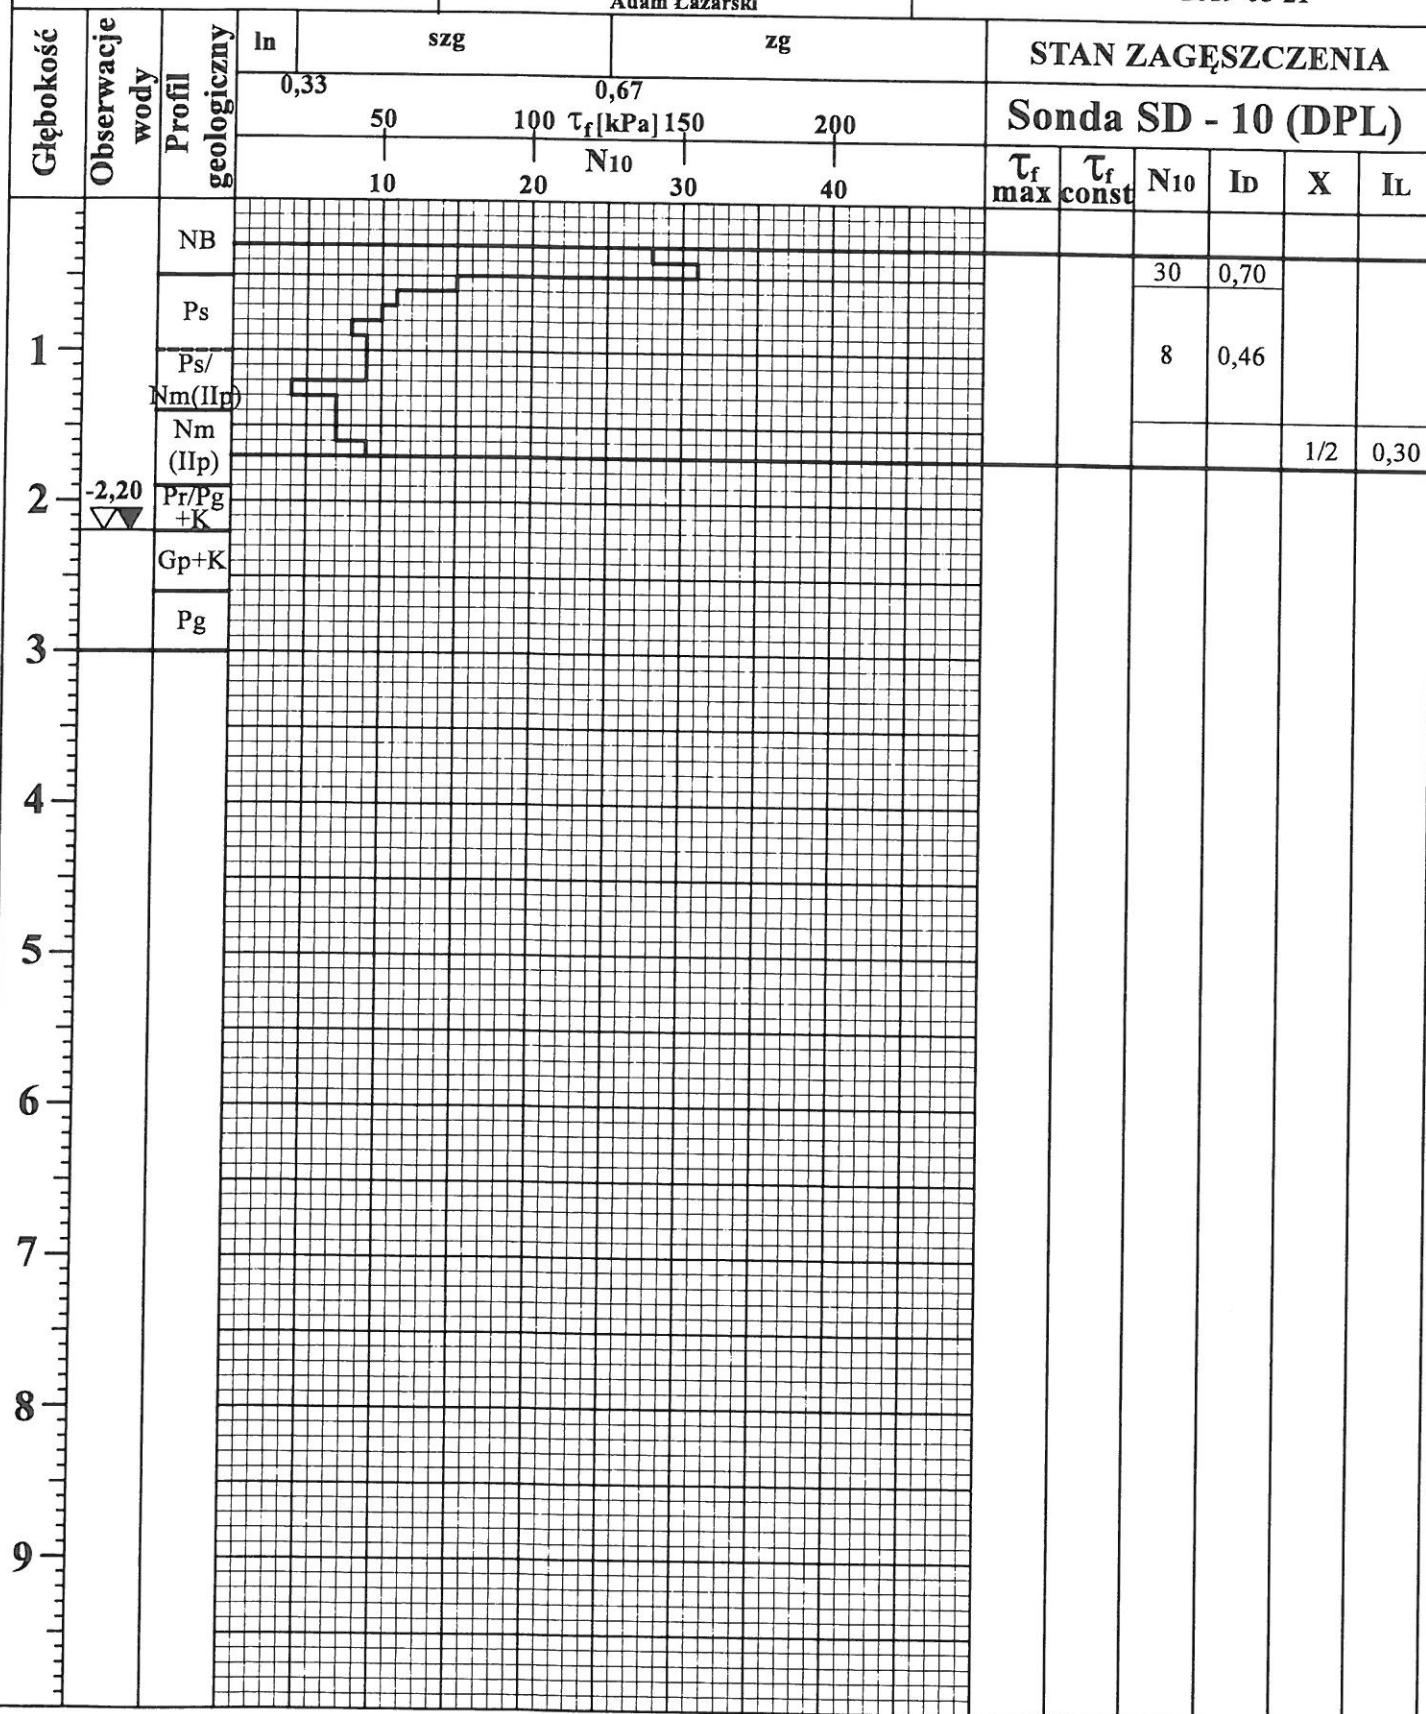 Adam Łazarski
Głębokość
Obserwacje wody
Profil geologiczny
ln szg zg
STAN ZAGĘSZCZENIA
0,33 0,67
Sonda SD - 10 (DPL)
50 100 τf[kPa] 150 200
N10
10 20 30 40
τf max τf const N10 ID X IL
NB
30 0,70
Ps
1
8 0,46
Ps/
Nm(IIp)
Nm
(IIp)
1/2 0,30
2 -2,20
Pr/Pg
+K
Gp+K
Pg
3
4
5
6
7
8
9